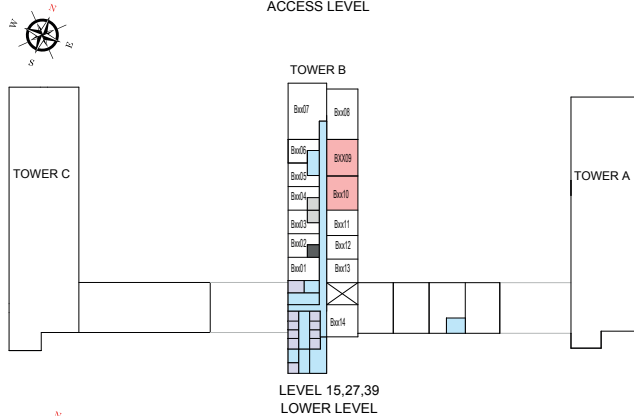 ACCESS LEVEL
N
W
E
S
TOWER B
Bxx07
Bxx08
Bxx06
BXX09
TOWER C
Bxx05
TOWER A
Bxx04
Bxx10
Bxx03
Bxx11
Bxx02
Bxx12
Bxx01
Bxx13
Bxx14
LEVEL 15,27,39
LOWER LEVEL
N